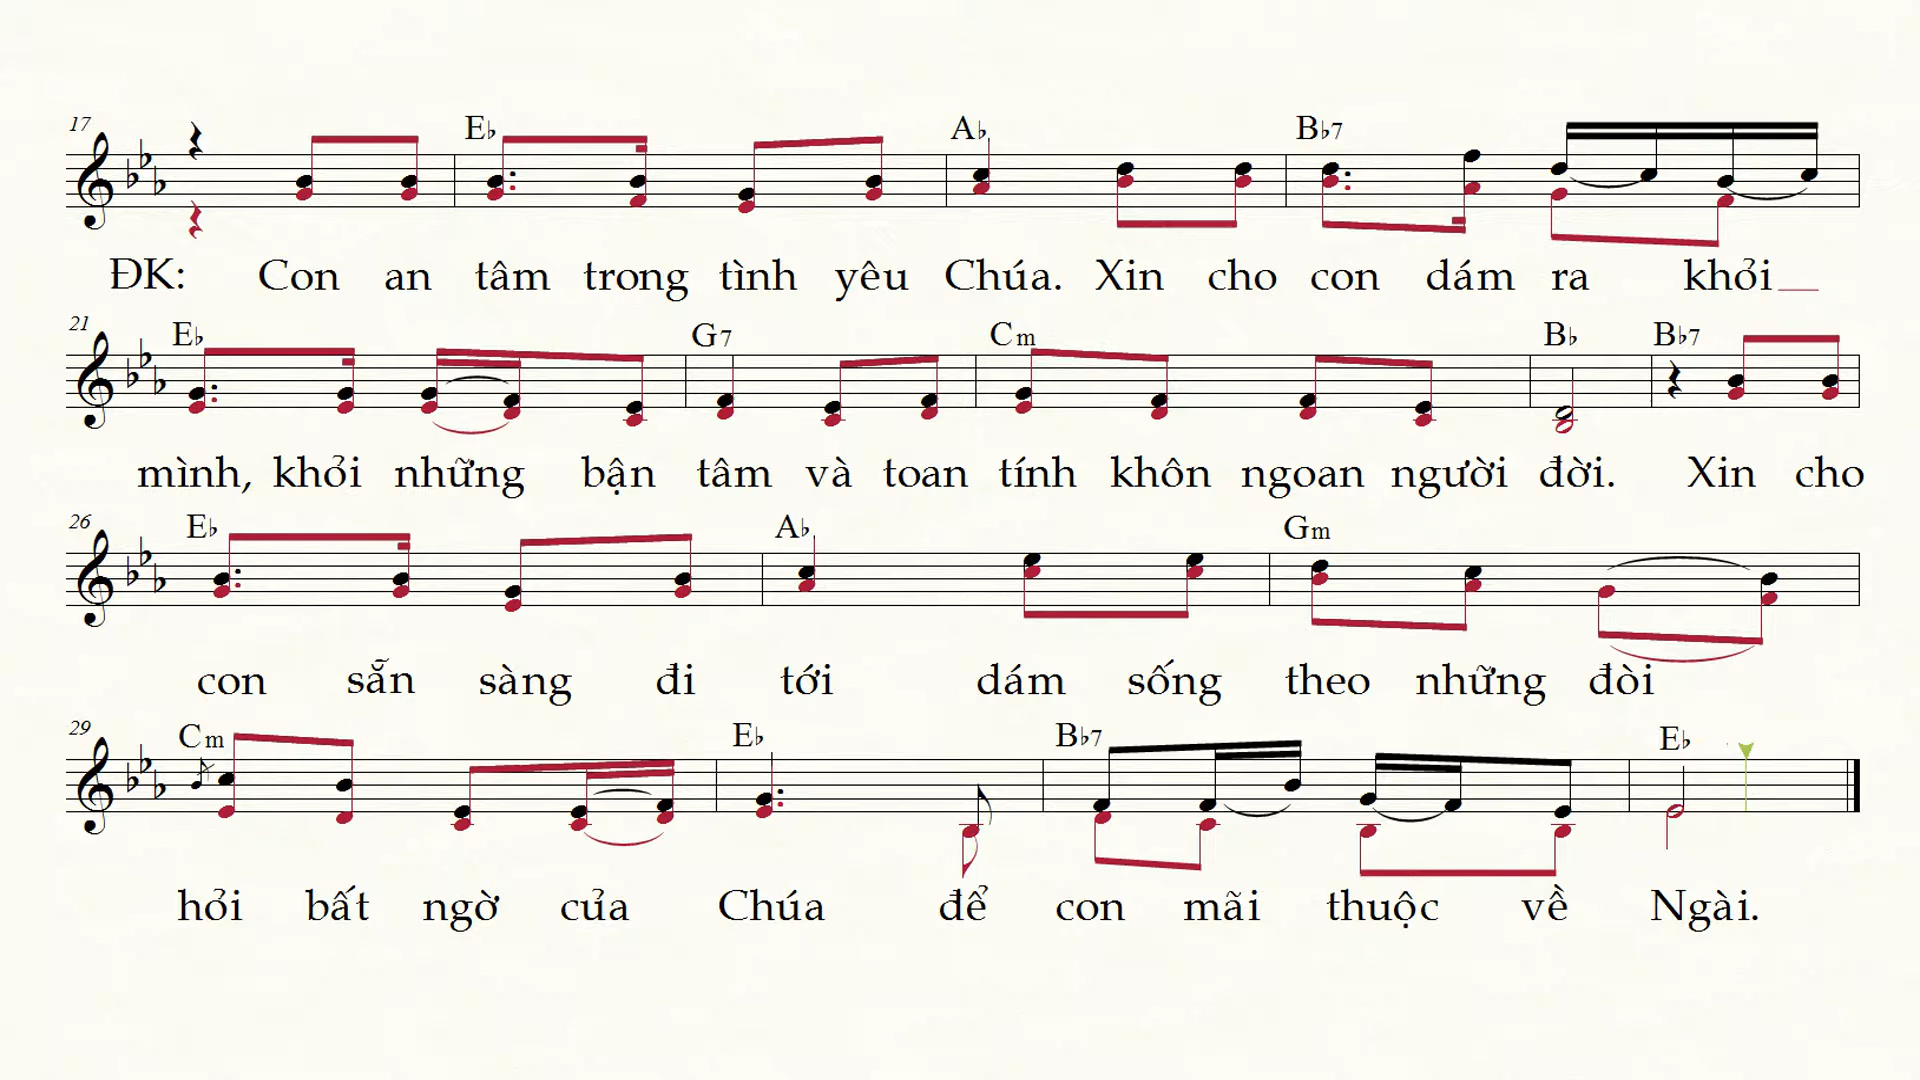 17 E♭ A♭ B♭7
ĐK: Con an tâm trong tình yêu Chúa. Xin cho con dám ra khỏi
21 E♭ G7 Cm B♭ B♭7
mình, khỏi những bận tâm và toan tính khôn ngoan người đời. Xin cho
26 E♭ A♭ Gm
con sẵn sàng đi tới dám sống theo những đòi
29 Cm E♭ B♭7 E♭
hỏi bất ngờ của Chúa để con mãi thuộc về Ngài.